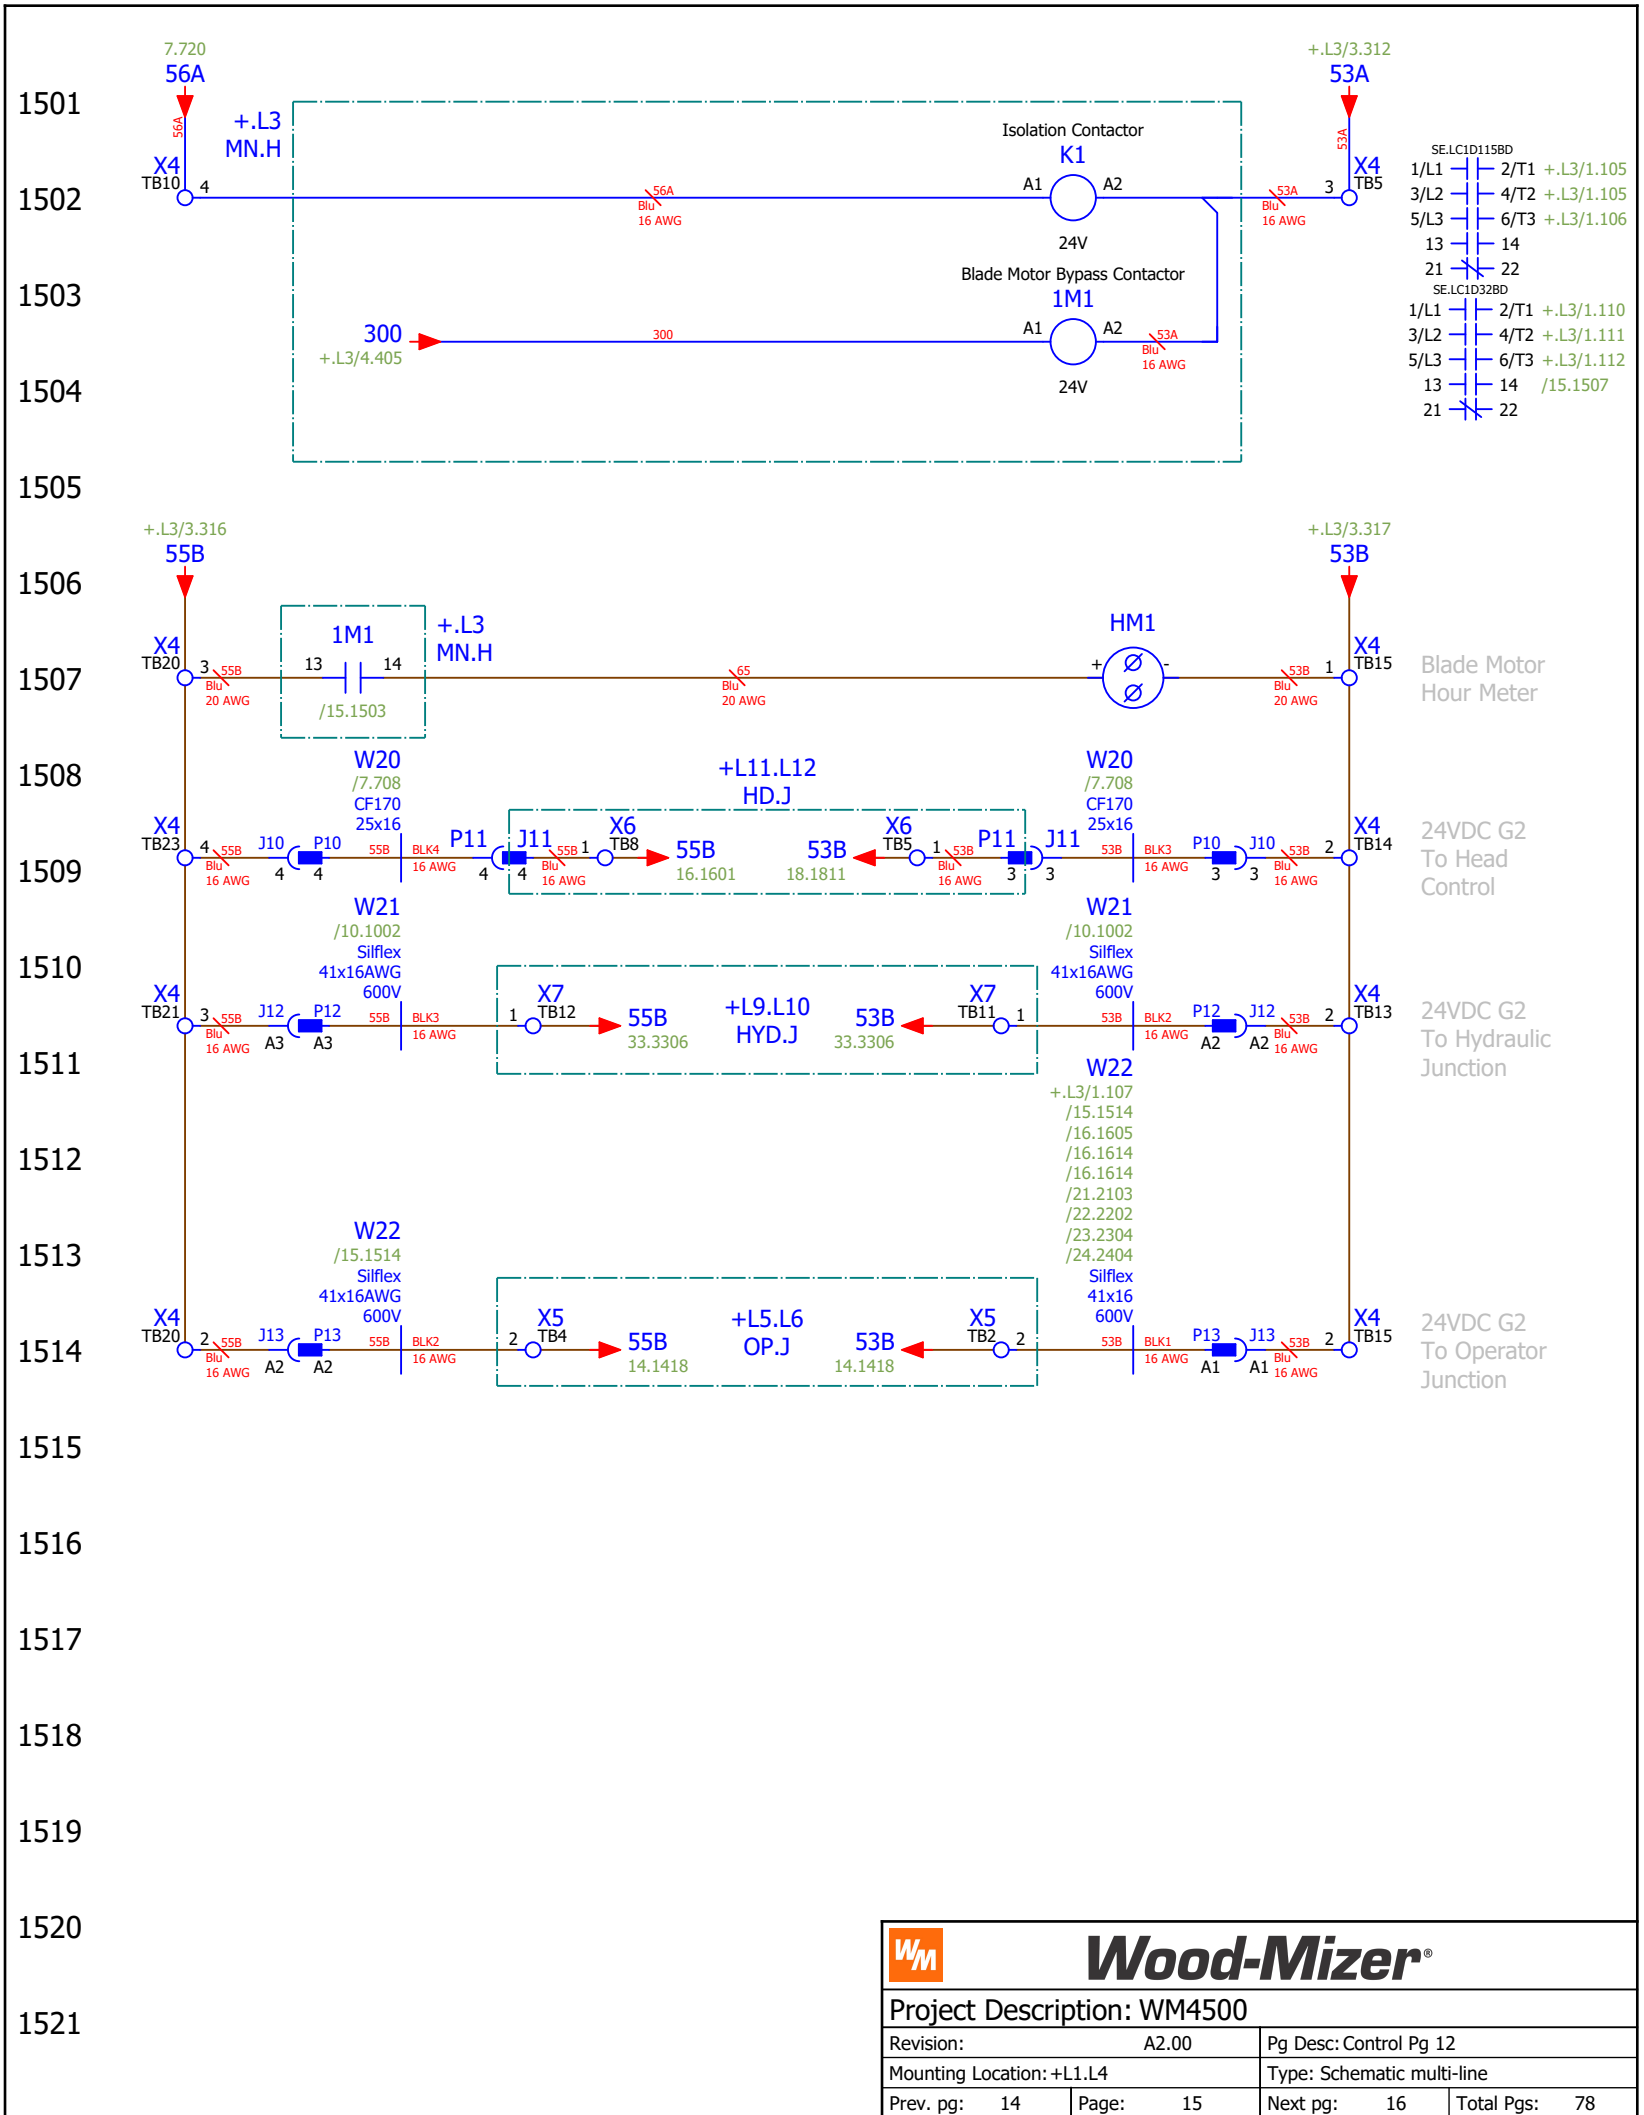 7.720
56A
+.L3/3.312
53A
1501
56A
+.L3
MN.H
53A
Isolation Contactor
K1
SE.LC1D115BD
1/L1 2/T1 +.L3/1.105
3/L2 4/T2 +.L3/1.105
5/L3 6/T3 +.L3/1.106
13 14
21 22
1502
X4
TB10
4
56A
Blu
16 AWG
A1 A2
24V
53A
Blu
16 AWG
3
X4
TB5
1503
Blade Motor Bypass Contactor
1M1
300
+.L3/4.405
300
A1 A2
24V
53A
Blu
16 AWG
SE.LC1D32BD
1/L1 2/T1 +.L3/1.110
3/L2 4/T2 +.L3/1.111
5/L3 6/T3 +.L3/1.112
13 14 /15.1507
21 22
1504
1505
+.L3/3.316
55B
+.L3/3.317
53B
1506
1507
X4
TB20
3
55B
Blu
20 AWG
1M1
13 14
/15.1503
+.L3
MN.H
65
Blu
20 AWG
HM1
+ -
53B
Blu
20 AWG
1
X4
TB15
Blade Motor
Hour Meter
1508
W20
/7.708
CF170
25x16
+L11.L12
HD.J
W20
/7.708
CF170
25x16
1509
X4
TB23
4
55B
Blu
16 AWG
J10 P10
4 4
55B
BLK4
16 AWG
P11 J11
4 4
55B
Blu
16 AWG
1
X6
TB8
55B
16.1601
53B
18.1811
X6
TB5
1
53B
Blu
16 AWG
P11 J11
3 3
53B
BLK3
16 AWG
P10 J10
3 3
53B
Blu
16 AWG
2
X4
TB14
24VDC G2
To Head
Control
1510
W21
/10.1002
Silflex
41x16AWG
600V
W21
/10.1002
Silflex
41x16AWG
600V
X4
TB21
3
55B
Blu
16 AWG
J12 P12
A3 A3
55B
BLK3
16 AWG
1
X7
TB12
55B
33.3306
+L9.L10
HYD.J
53B
33.3306
X7
TB11
1
53B
BLK2
16 AWG
P12 J12
A2 A2
53B
Blu
16 AWG
2
X4
TB13
24VDC G2
To Hydraulic
Junction
1511
W22
+.L3/1.107
/15.1514
/16.1605
/16.1614
/16.1614
/21.2103
/22.2202
/23.2304
/24.2404
Silflex
41x16
600V
1512
1513
W22
/15.1514
Silflex
41x16AWG
600V
1514
X4
TB20
2
55B
Blu
16 AWG
J13 P13
A2 A2
55B
BLK2
16 AWG
2
X5
TB4
55B
14.1418
+L5.L6
OP.J
53B
14.1418
X5
TB2
2
53B
BLK1
16 AWG
P13 J13
A1 A1
53B
Blu
16 AWG
2
X4
TB15
24VDC G2
To Operator
Junction
1515
1516
1517
1518
1519
1520
1521
WM
Wood-Mizer®
Project Description: WM4500
Revision: A2.00 Pg Desc: Control Pg 12
Mounting Location: +L1.L4 Type: Schematic multi-line
Prev. pg: 14 Page: 15 Next pg: 16 Total Pgs: 78